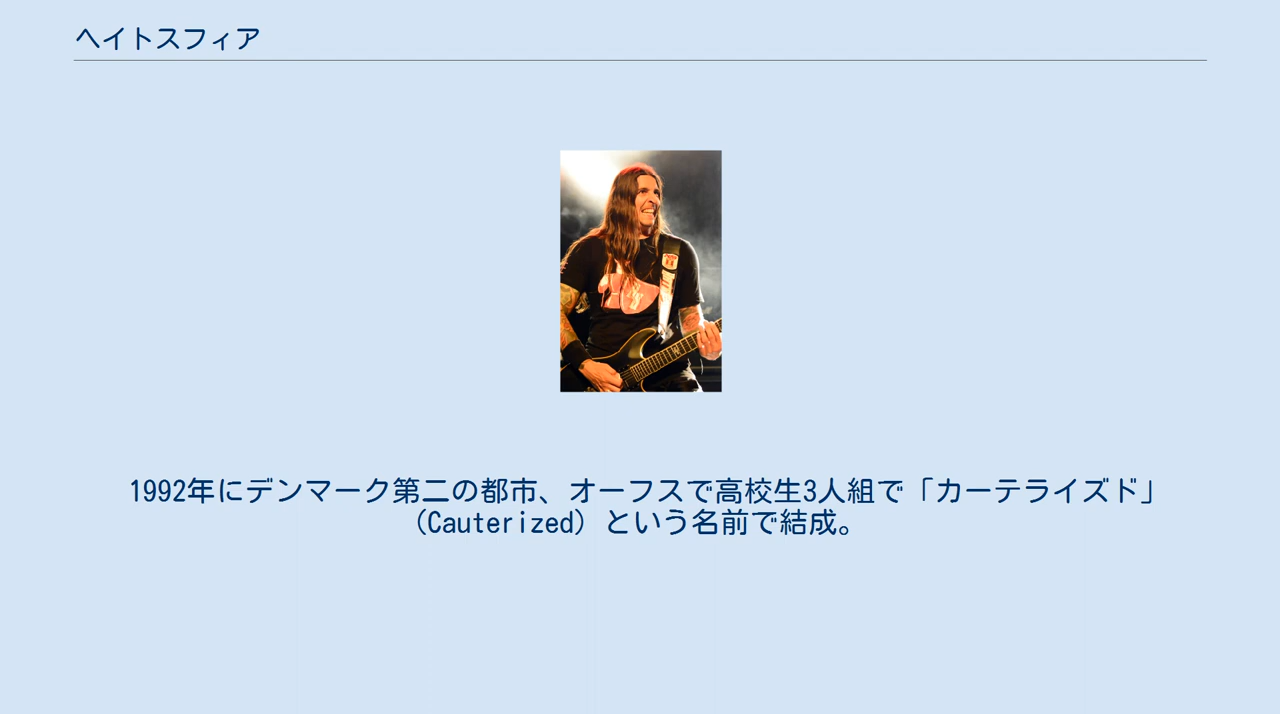 ヘイトスフィア
1992年にデンマーク第二の都市、オーフスで高校生3人組で「カーテライズド」
（Cauterized）という名前で結成。